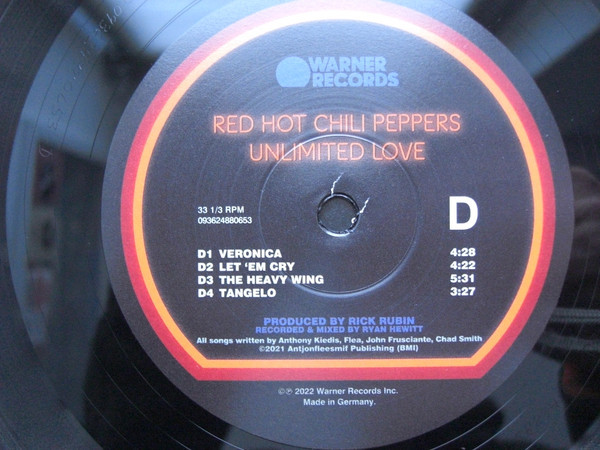 WARNER
RECORDS
RED HOT CHILI PEPPERS
UNLIMITED LOVE
33 1/3 RPM
093624880653
D
D1 VERONICA 4:28
D2 LET 'EM CRY 4:22
D3 THE HEAVY WING 5:31
D4 TANGELO 3:27
PRODUCED BY RICK RUBIN
RECORDED & MIXED BY RYAN HEWITT
All songs written by Anthony Kiedis, Flea, John Frusciante, Chad Smith
©2021 Antjonfleesmif Publishing (BMI)
©℗ 2022 Warner Records Inc.
Made in Germany.